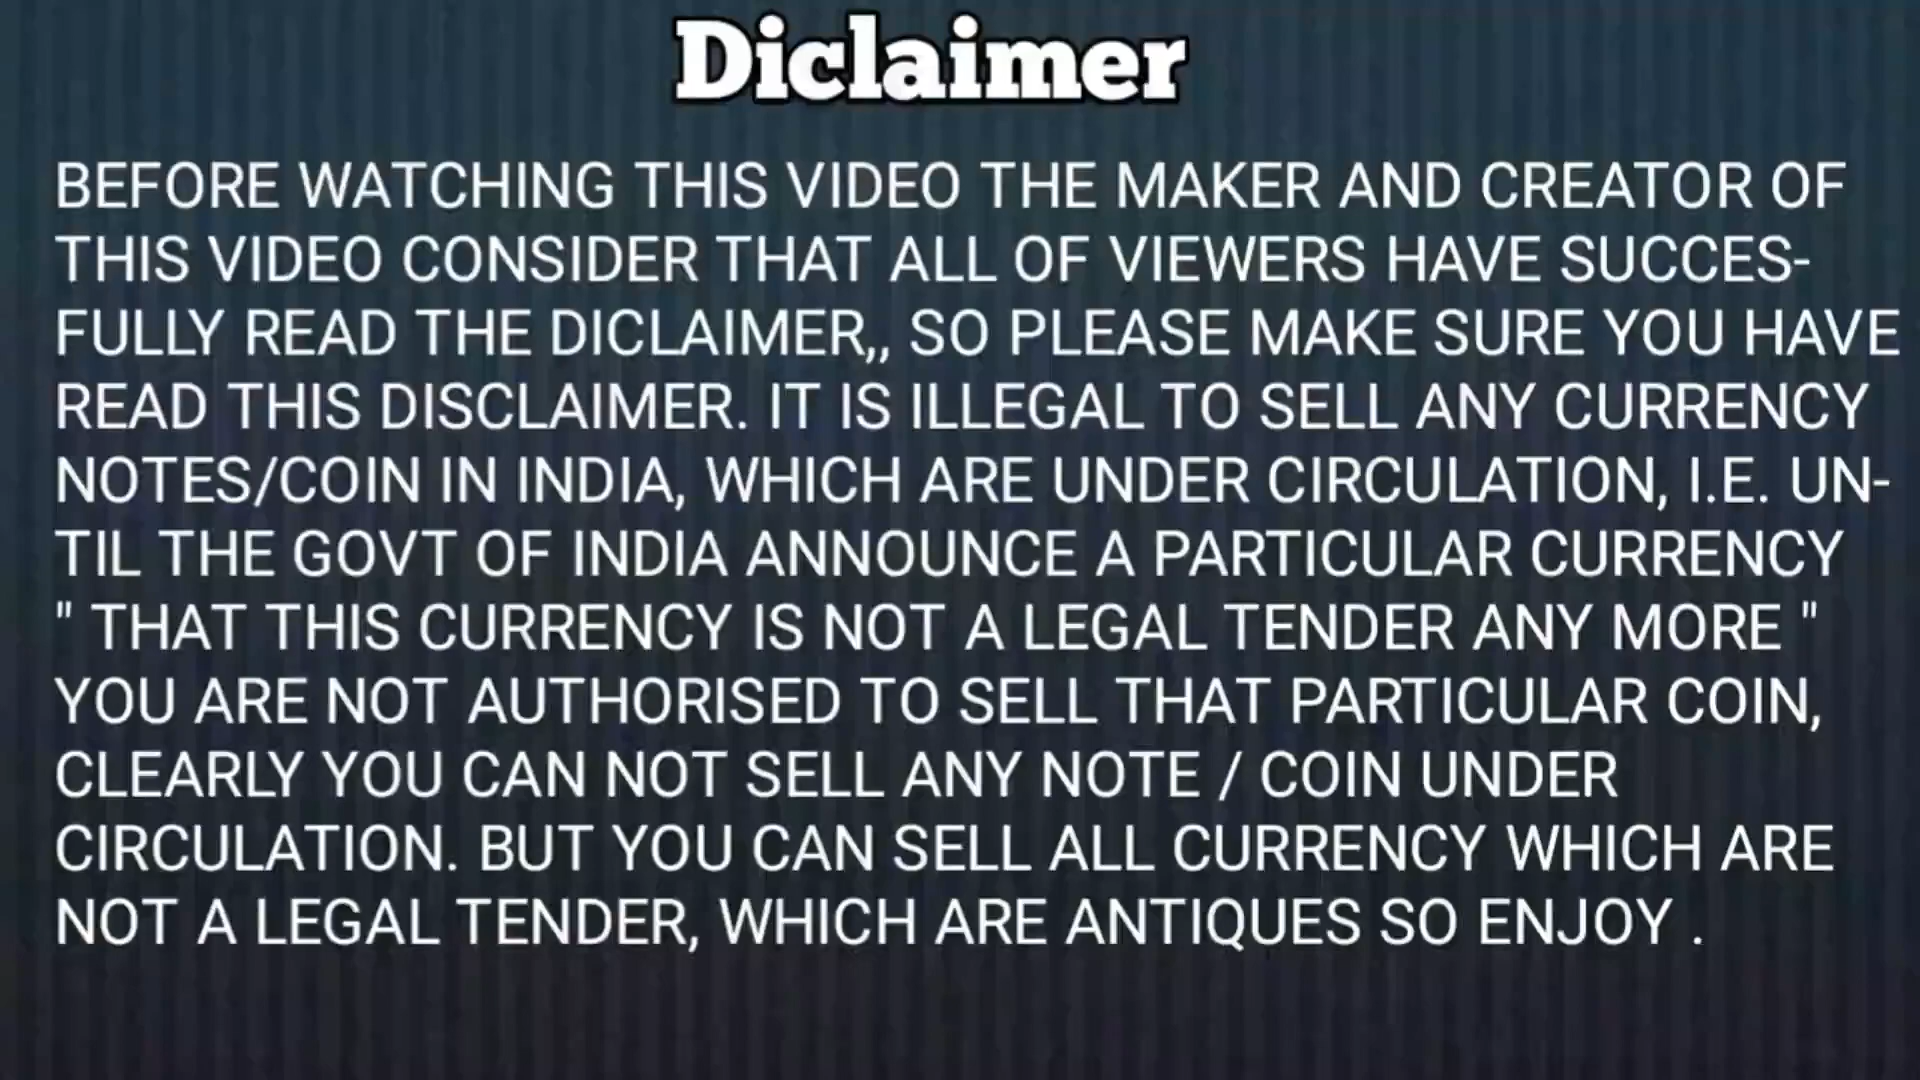 Diclaimer
BEFORE WATCHING THIS VIDEO THE MAKER AND CREATOR OF
THIS VIDEO CONSIDER THAT ALL OF VIEWERS HAVE SUCCES-
FULLY READ THE DICLAIMER,, SO PLEASE MAKE SURE YOU HAVE
READ THIS DISCLAIMER. IT IS ILLEGAL TO SELL ANY CURRENCY
NOTES/COIN IN INDIA, WHICH ARE UNDER CIRCULATION, I.E. UN-
TIL THE GOVT OF INDIA ANNOUNCE A PARTICULAR CURRENCY
" THAT THIS CURRENCY IS NOT A LEGAL TENDER ANY MORE "
YOU ARE NOT AUTHORISED TO SELL THAT PARTICULAR COIN,
CLEARLY YOU CAN NOT SELL ANY NOTE / COIN UNDER
CIRCULATION. BUT YOU CAN SELL ALL CURRENCY WHICH ARE
NOT A LEGAL TENDER, WHICH ARE ANTIQUES SO ENJOY .